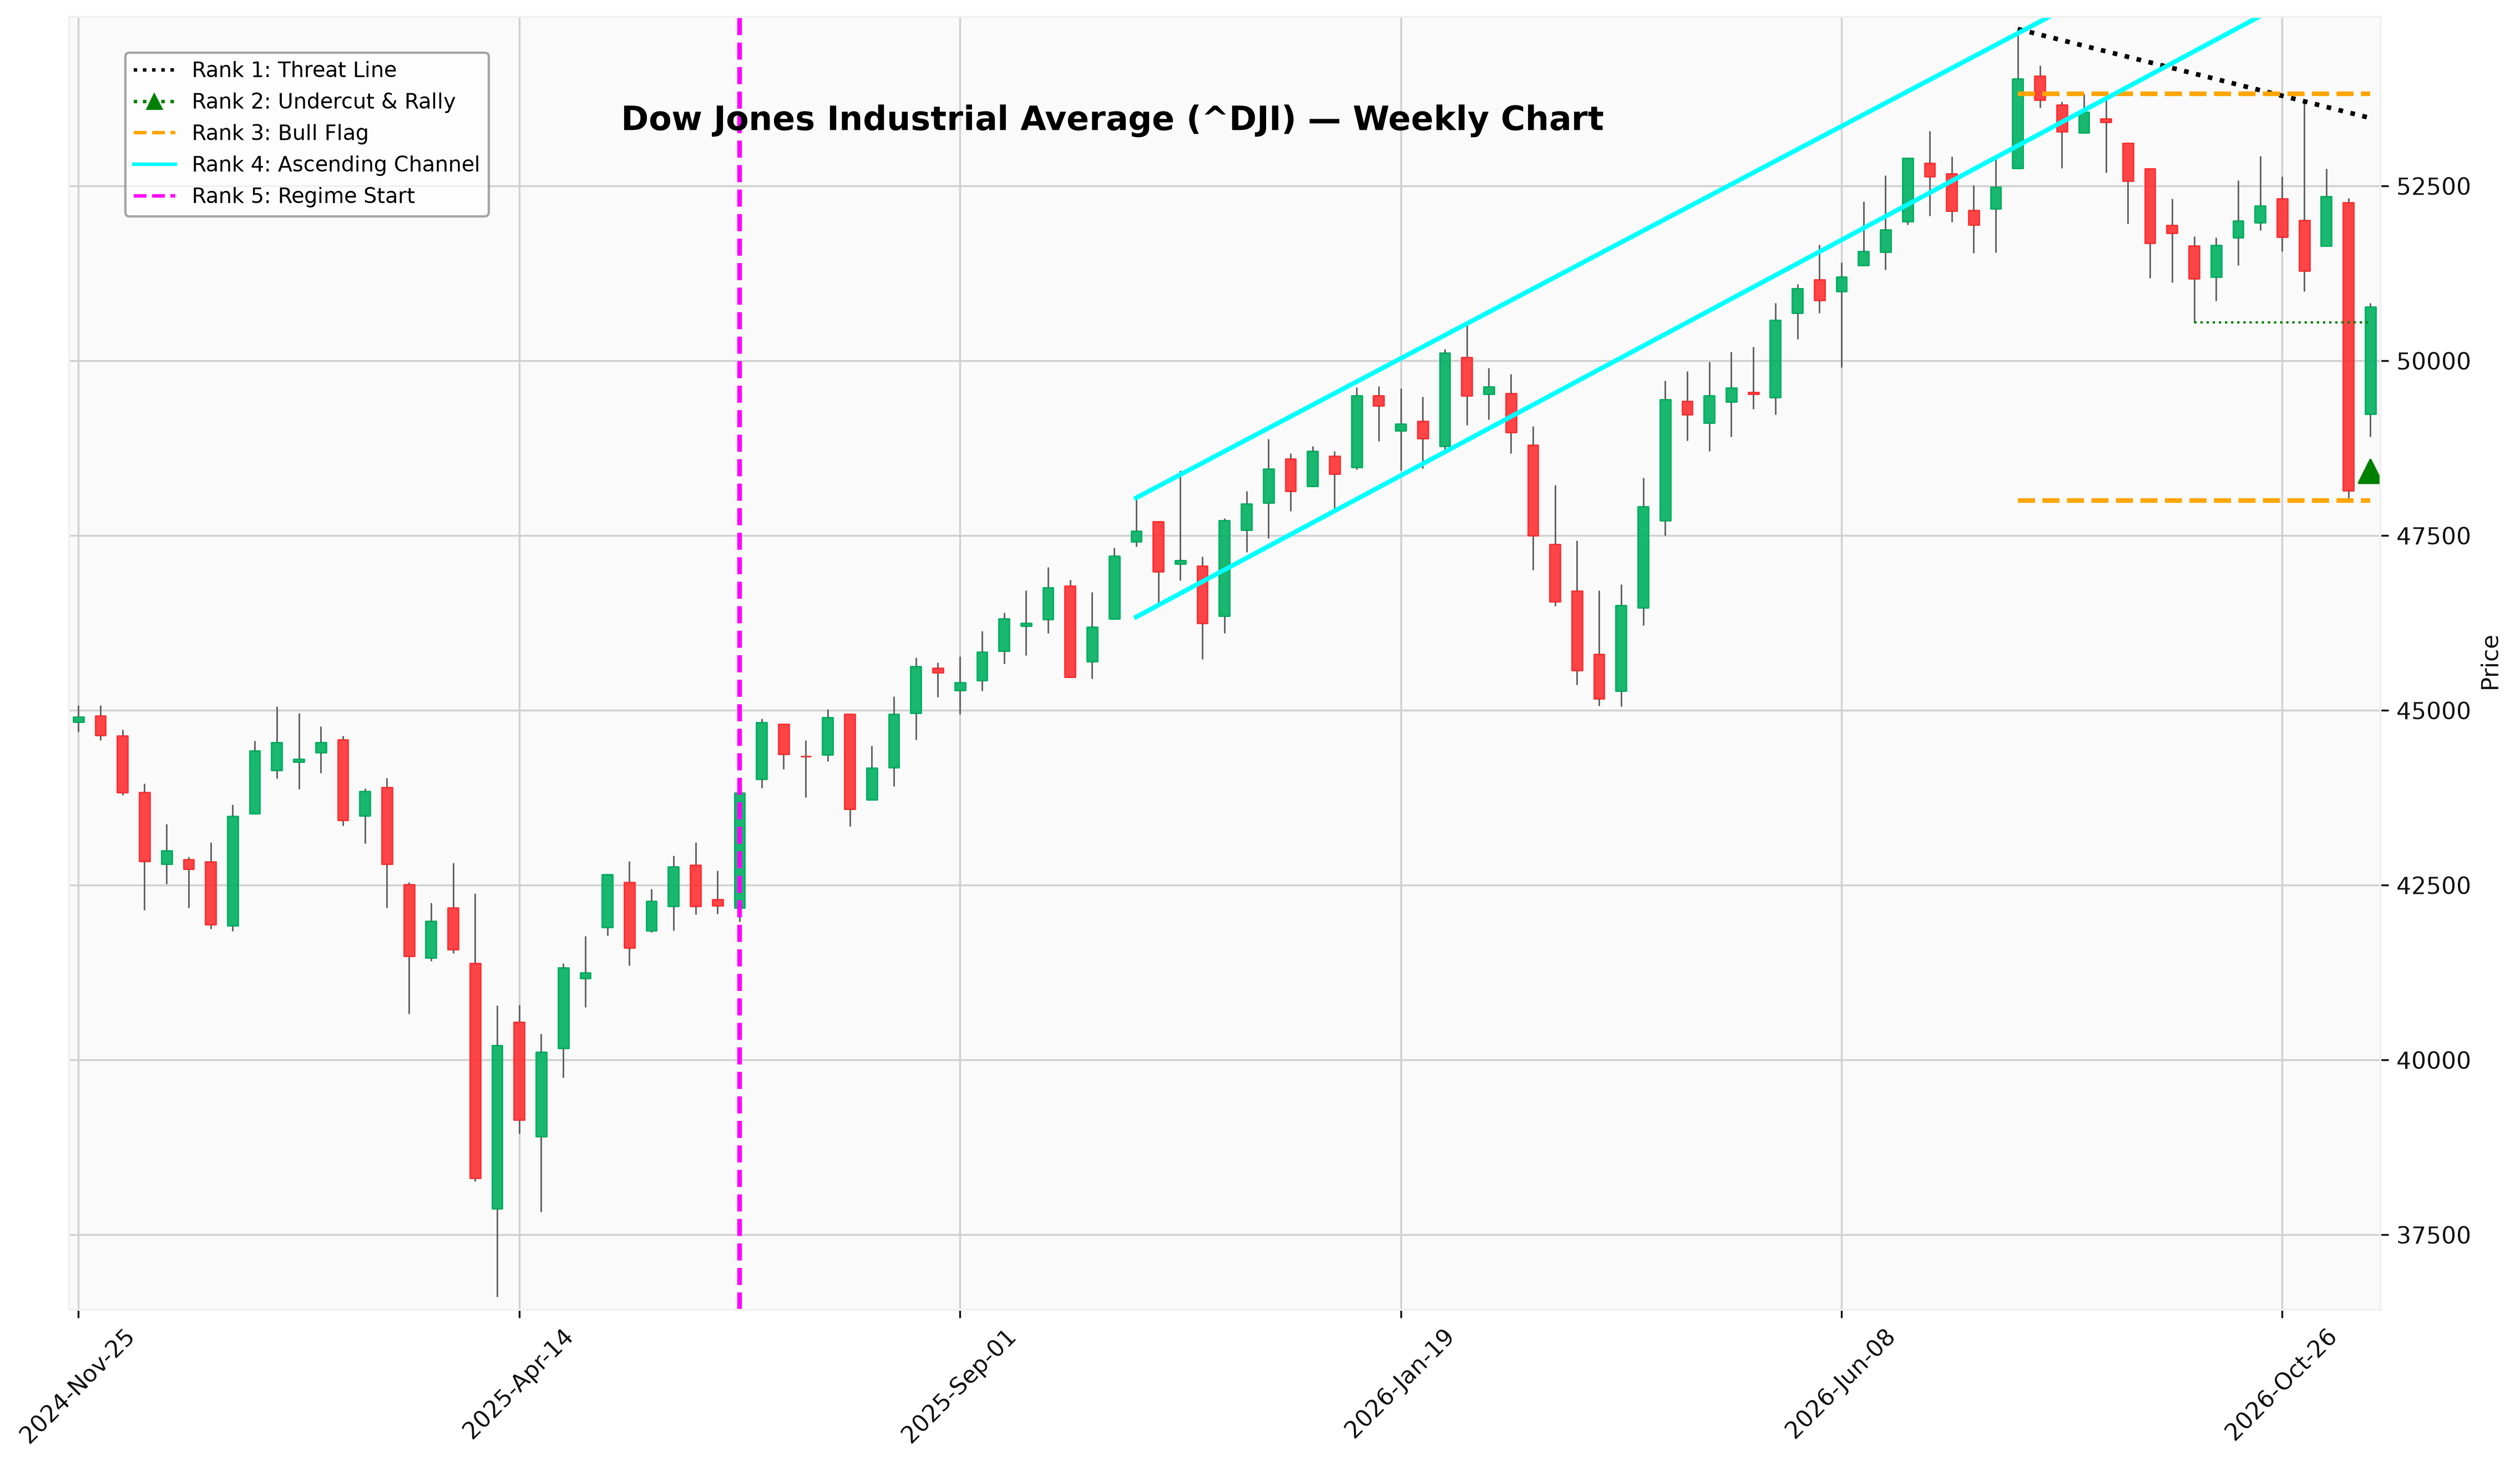 Rank 1: Threat Line
Rank 2: Undercut & Rally
Rank 3: Bull Flag
Rank 4: Ascending Channel
Rank 5: Regime Start
Dow Jones Industrial Average (^DJI) — Weekly Chart
52500
50000
47500
45000
42500
40000
37500
Price
2024-Nov-25
2025-Apr-14
2025-Sep-01
2026-Jan-19
2026-Jun-08
2026-Oct-26